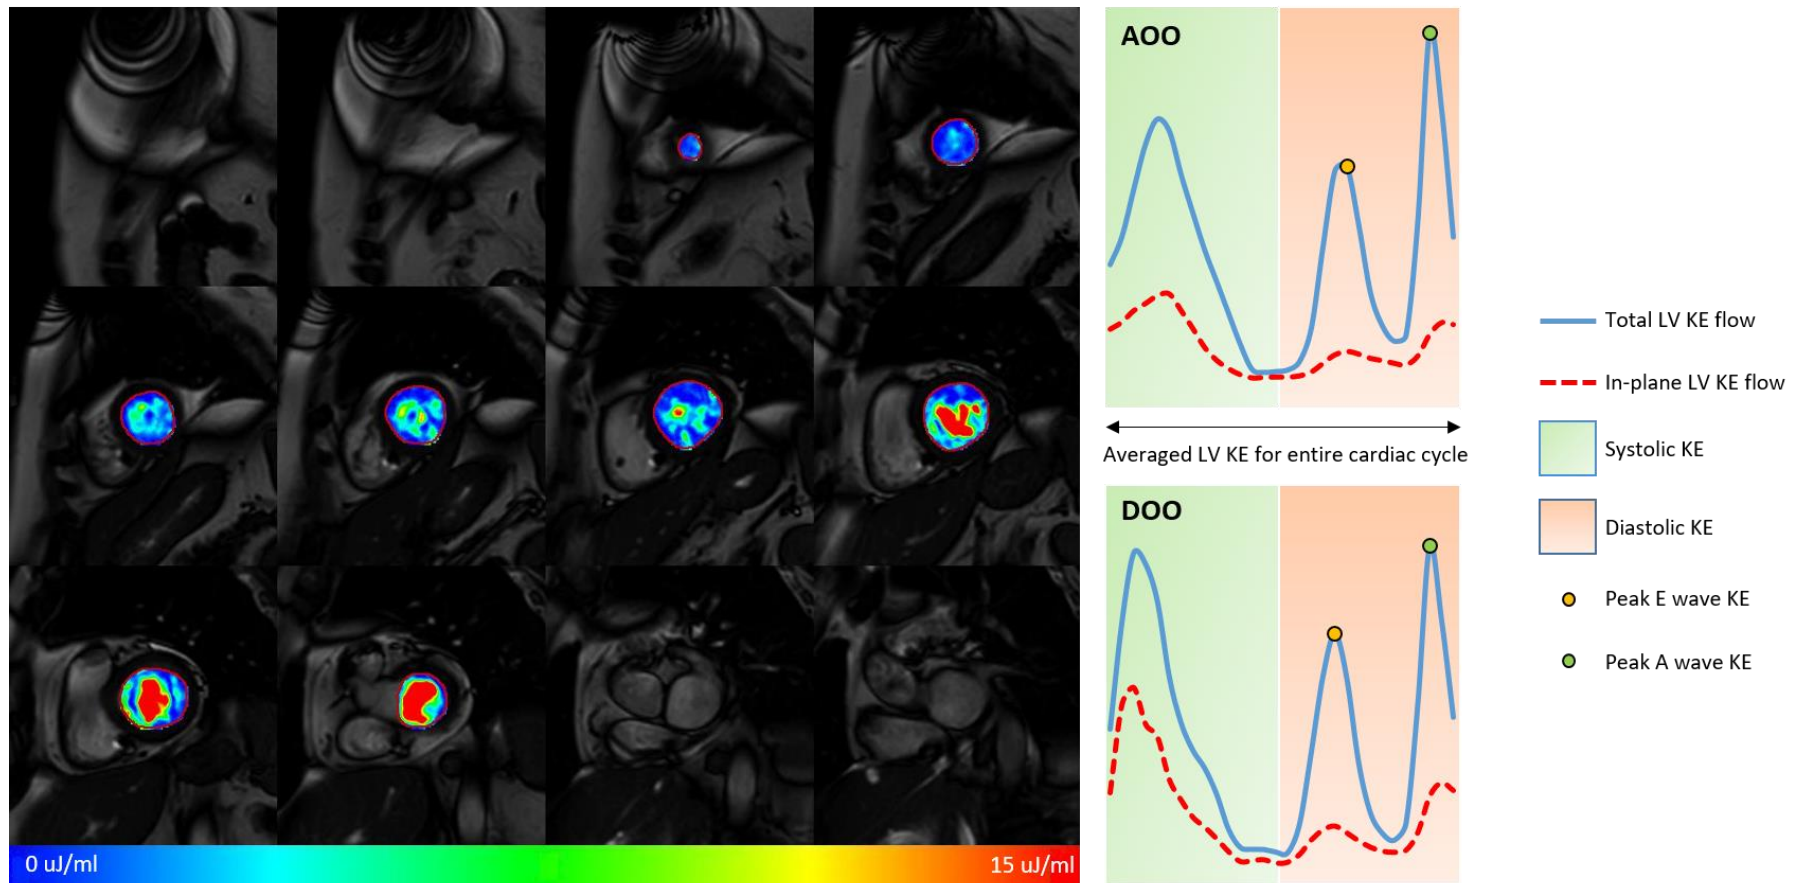 AOO
Averaged LV KE for entire cardiac cycle
DOO
Total LV KE flow
In-plane LV KE flow
Systolic KE
Diastolic KE
Peak E wave KE
Peak A wave KE
0 uJ/ml
15 uJ/ml